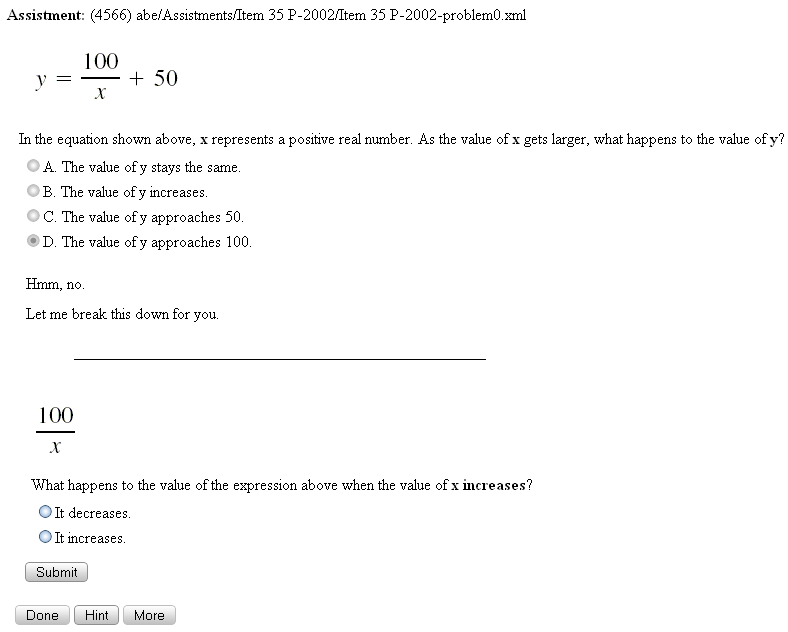 Assistment: (4566) abe/Assistments/Item 35 P-2002/Item 35 P-2002-problem0.xml
y = 100/x + 50
In the equation shown above, x represents a positive real number. As the value of x gets larger, what happens to the value of y?
A. The value of y stays the same.
B. The value of y increases.
C. The value of y approaches 50.
D. The value of y approaches 100.
Hmm, no.
Let me break this down for you.
100
x
What happens to the value of the expression above when the value of x increases?
It decreases.
It increases.
Submit
Done Hint More